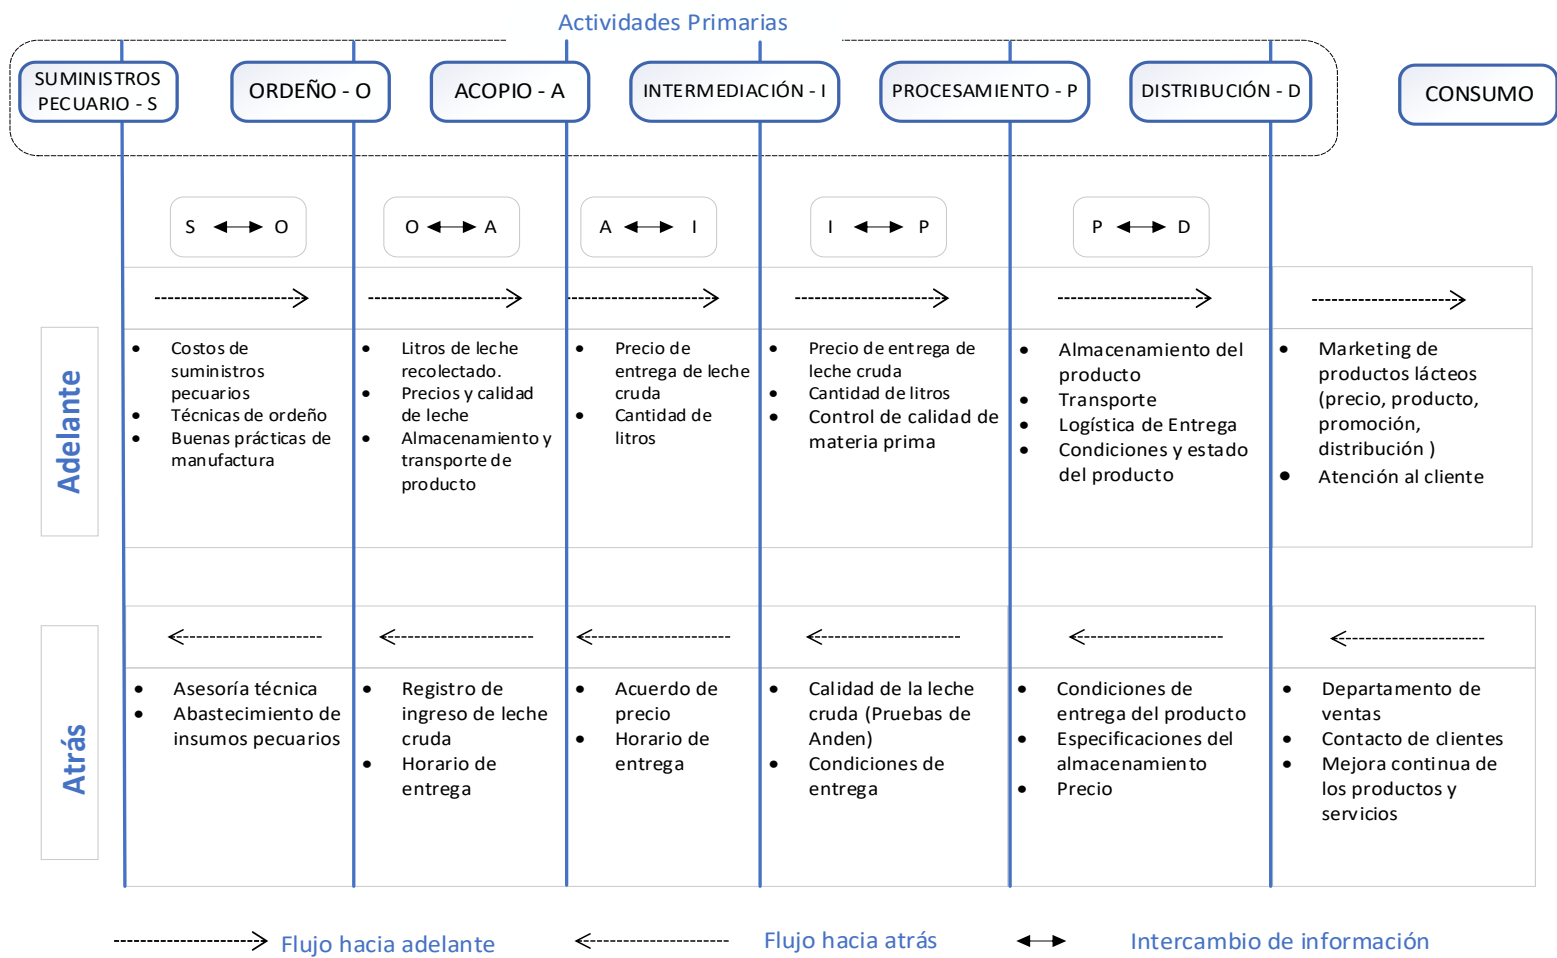 Actividades Primarias
SUMINISTROS
PECUARIO - S
ORDEÑO - O
ACOPIO - A
INTERMEDIACIÓN - I
PROCESAMIENTO - P
DISTRIBUCIÓN - D
CONSUMO
S O
O A
A I
I P
P D
Adelante
• Costos de
suministros
pecuarios
• Técnicas de ordeño
• Buenas prácticas de
manufactura
• Litros de leche
recolectado.
• Precios y calidad
de leche
• Almacenamiento y
transporte de
producto
• Precio de
entrega de leche
cruda
• Cantidad de
litros
• Precio de entrega de
leche cruda
• Cantidad de litros
• Control de calidad de
materia prima
• Almacenamiento del
producto
• Transporte
• Logística de Entrega
• Condiciones y estado
del producto
• Marketing de
productos lácteos
(precio, producto,
promoción,
distribución )
• Atención al cliente
Atrás
• Asesoría técnica
• Abastecimiento de
insumos pecuarios
• Registro de
ingreso de leche
cruda
• Horario de
entrega
• Acuerdo de
precio
• Horario de
entrega
• Calidad de la leche
cruda (Pruebas de
Anden)
• Condiciones de
entrega
• Condiciones de
entrega del producto
• Especificaciones del
almacenamiento
• Precio
• Departamento de
ventas
• Contacto de clientes
• Mejora continua de
los productos y
servicios
Flujo hacia adelante
Flujo hacia atrás
Intercambio de información